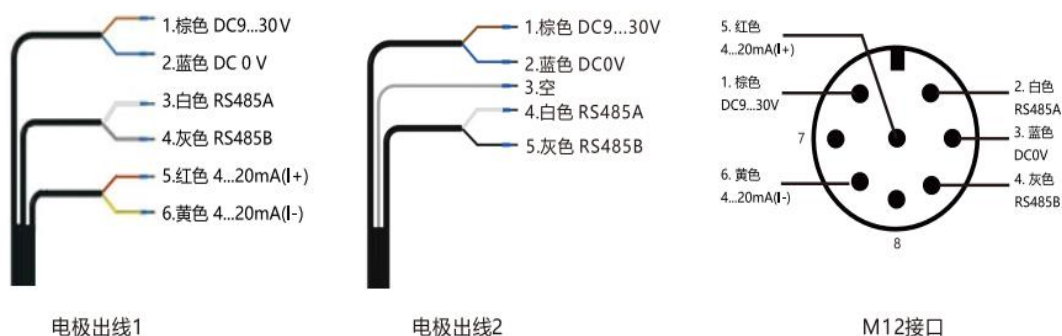 1.棕色 DC9...30V
2.蓝色 DC 0 V
3.白色 RS485A
4.灰色 RS485B
5.红色 4...20mA(I+)
6.黄色 4...20mA(I-)
电极出线1
1.棕色 DC9...30V
2.蓝色 DC0V
3.空
4.白色 RS485A
5.灰色 RS485B
电极出线2
5. 红色
4...20mA(I+)
1. 棕色
DC9...30V
7
6. 黄色
4...20mA(I-)
2. 白色
RS485A
3. 蓝色
DC0V
4. 灰色
RS485B
8
M12接口